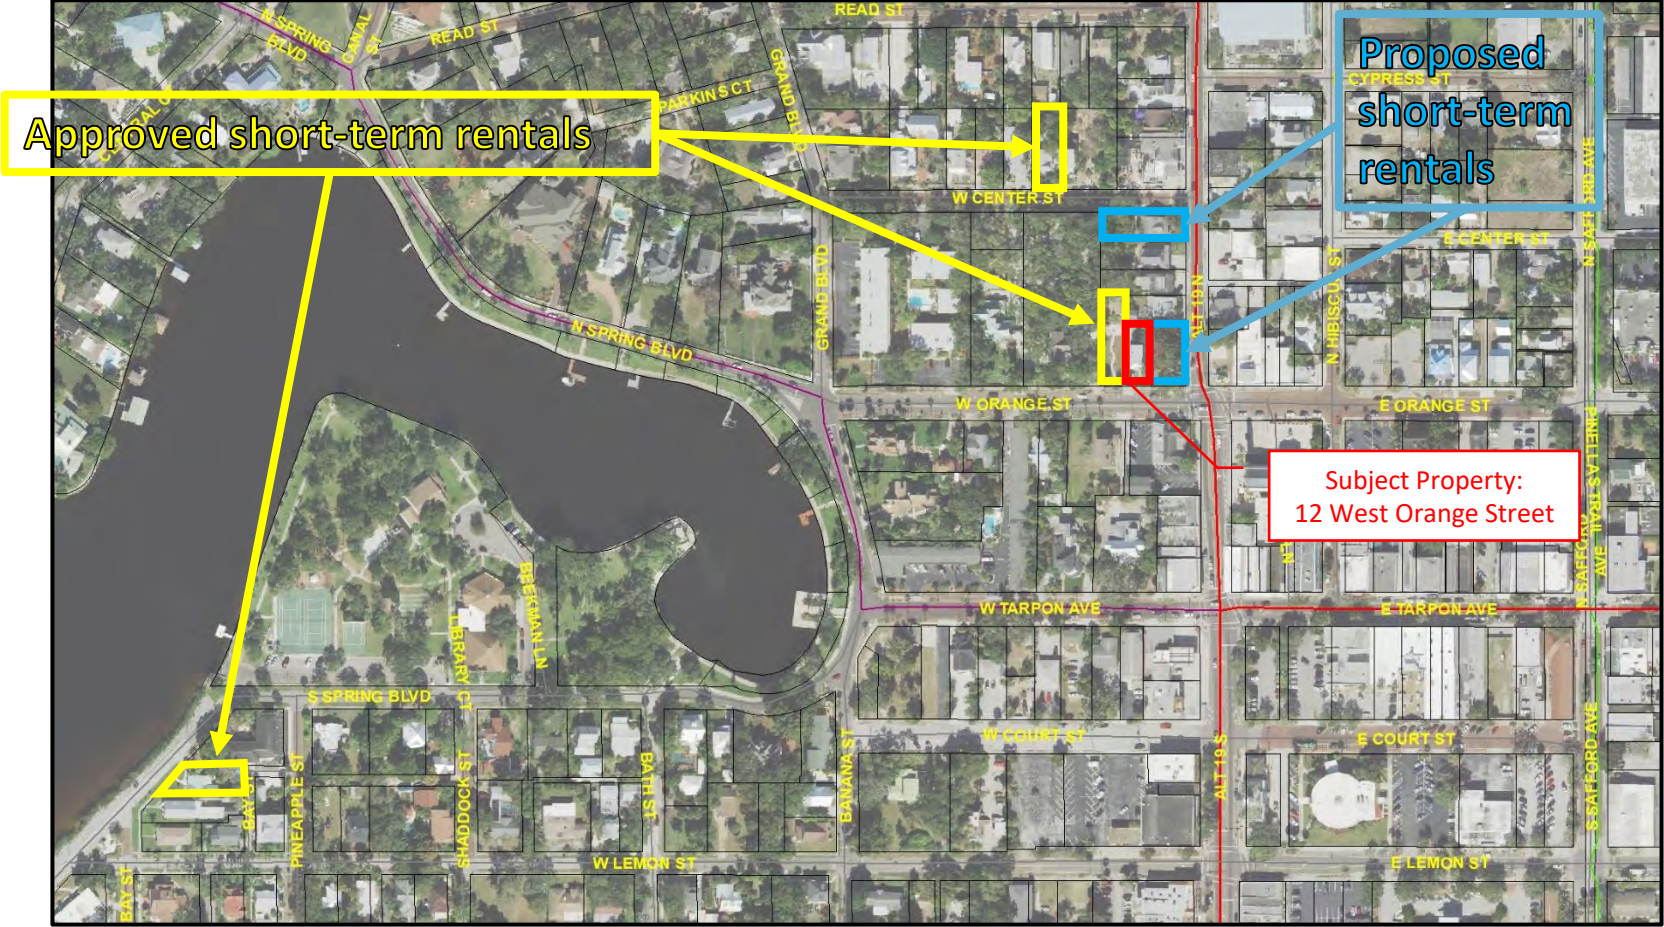 READ ST
N SPRING
BLVD
CANAL
ST
READ ST
GRAND BLVD
PARKINS CT
Proposed
short-term
rentals
CYPRESS ST
Approved short-term rentals
N SAFFORD AVE
W CENTER ST
E CENTER ST
GRAND BLVD
ALT 19 N
N HIBISCUS ST
N SPRING BLVD
W ORANGE ST
E ORANGE ST
PINELLAS TRAIL
Subject Property:
12 West Orange Street
N SAFFORD
AVE
BEEKMAN LN
LIBRARY CT
W TARPON AVE
E TARPON AVE
S SPRING BLVD
W COURT ST
E COURT ST
BAY ST
PINEAPPLE ST
SHADDOCK ST
BATH ST
BANANA ST
ALT 19 S
S SAFFORD AVE
W LEMON ST
E LEMON ST
BAY ST